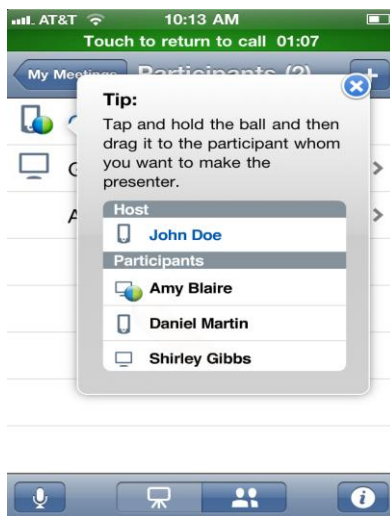 AT&T 10:13 AM
Touch to return to call 01:07
My Meetings Participants (2) +
Tip:
Tap and hold the ball and then
drag it to the participant whom
you want to make the
presenter.
Host
John Doe
Participants
Amy Blaire
Daniel Martin
Shirley Gibbs